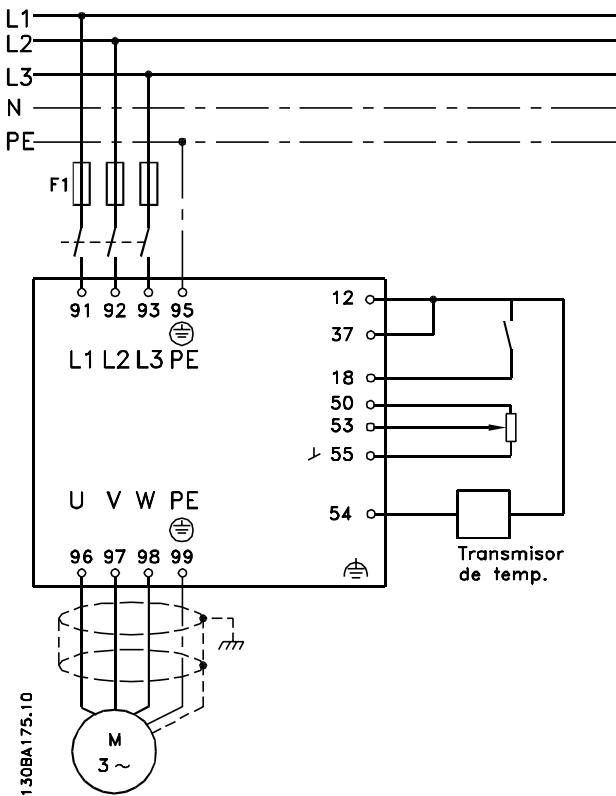 L1
L2
L3
N
PE
F1
91 92 93 95
L1 L2 L3 PE
12
37
18
50
53
55
54
U V W PE
96 97 98 99
Transmisor
de temp.
M
3 ~
130BA175.10